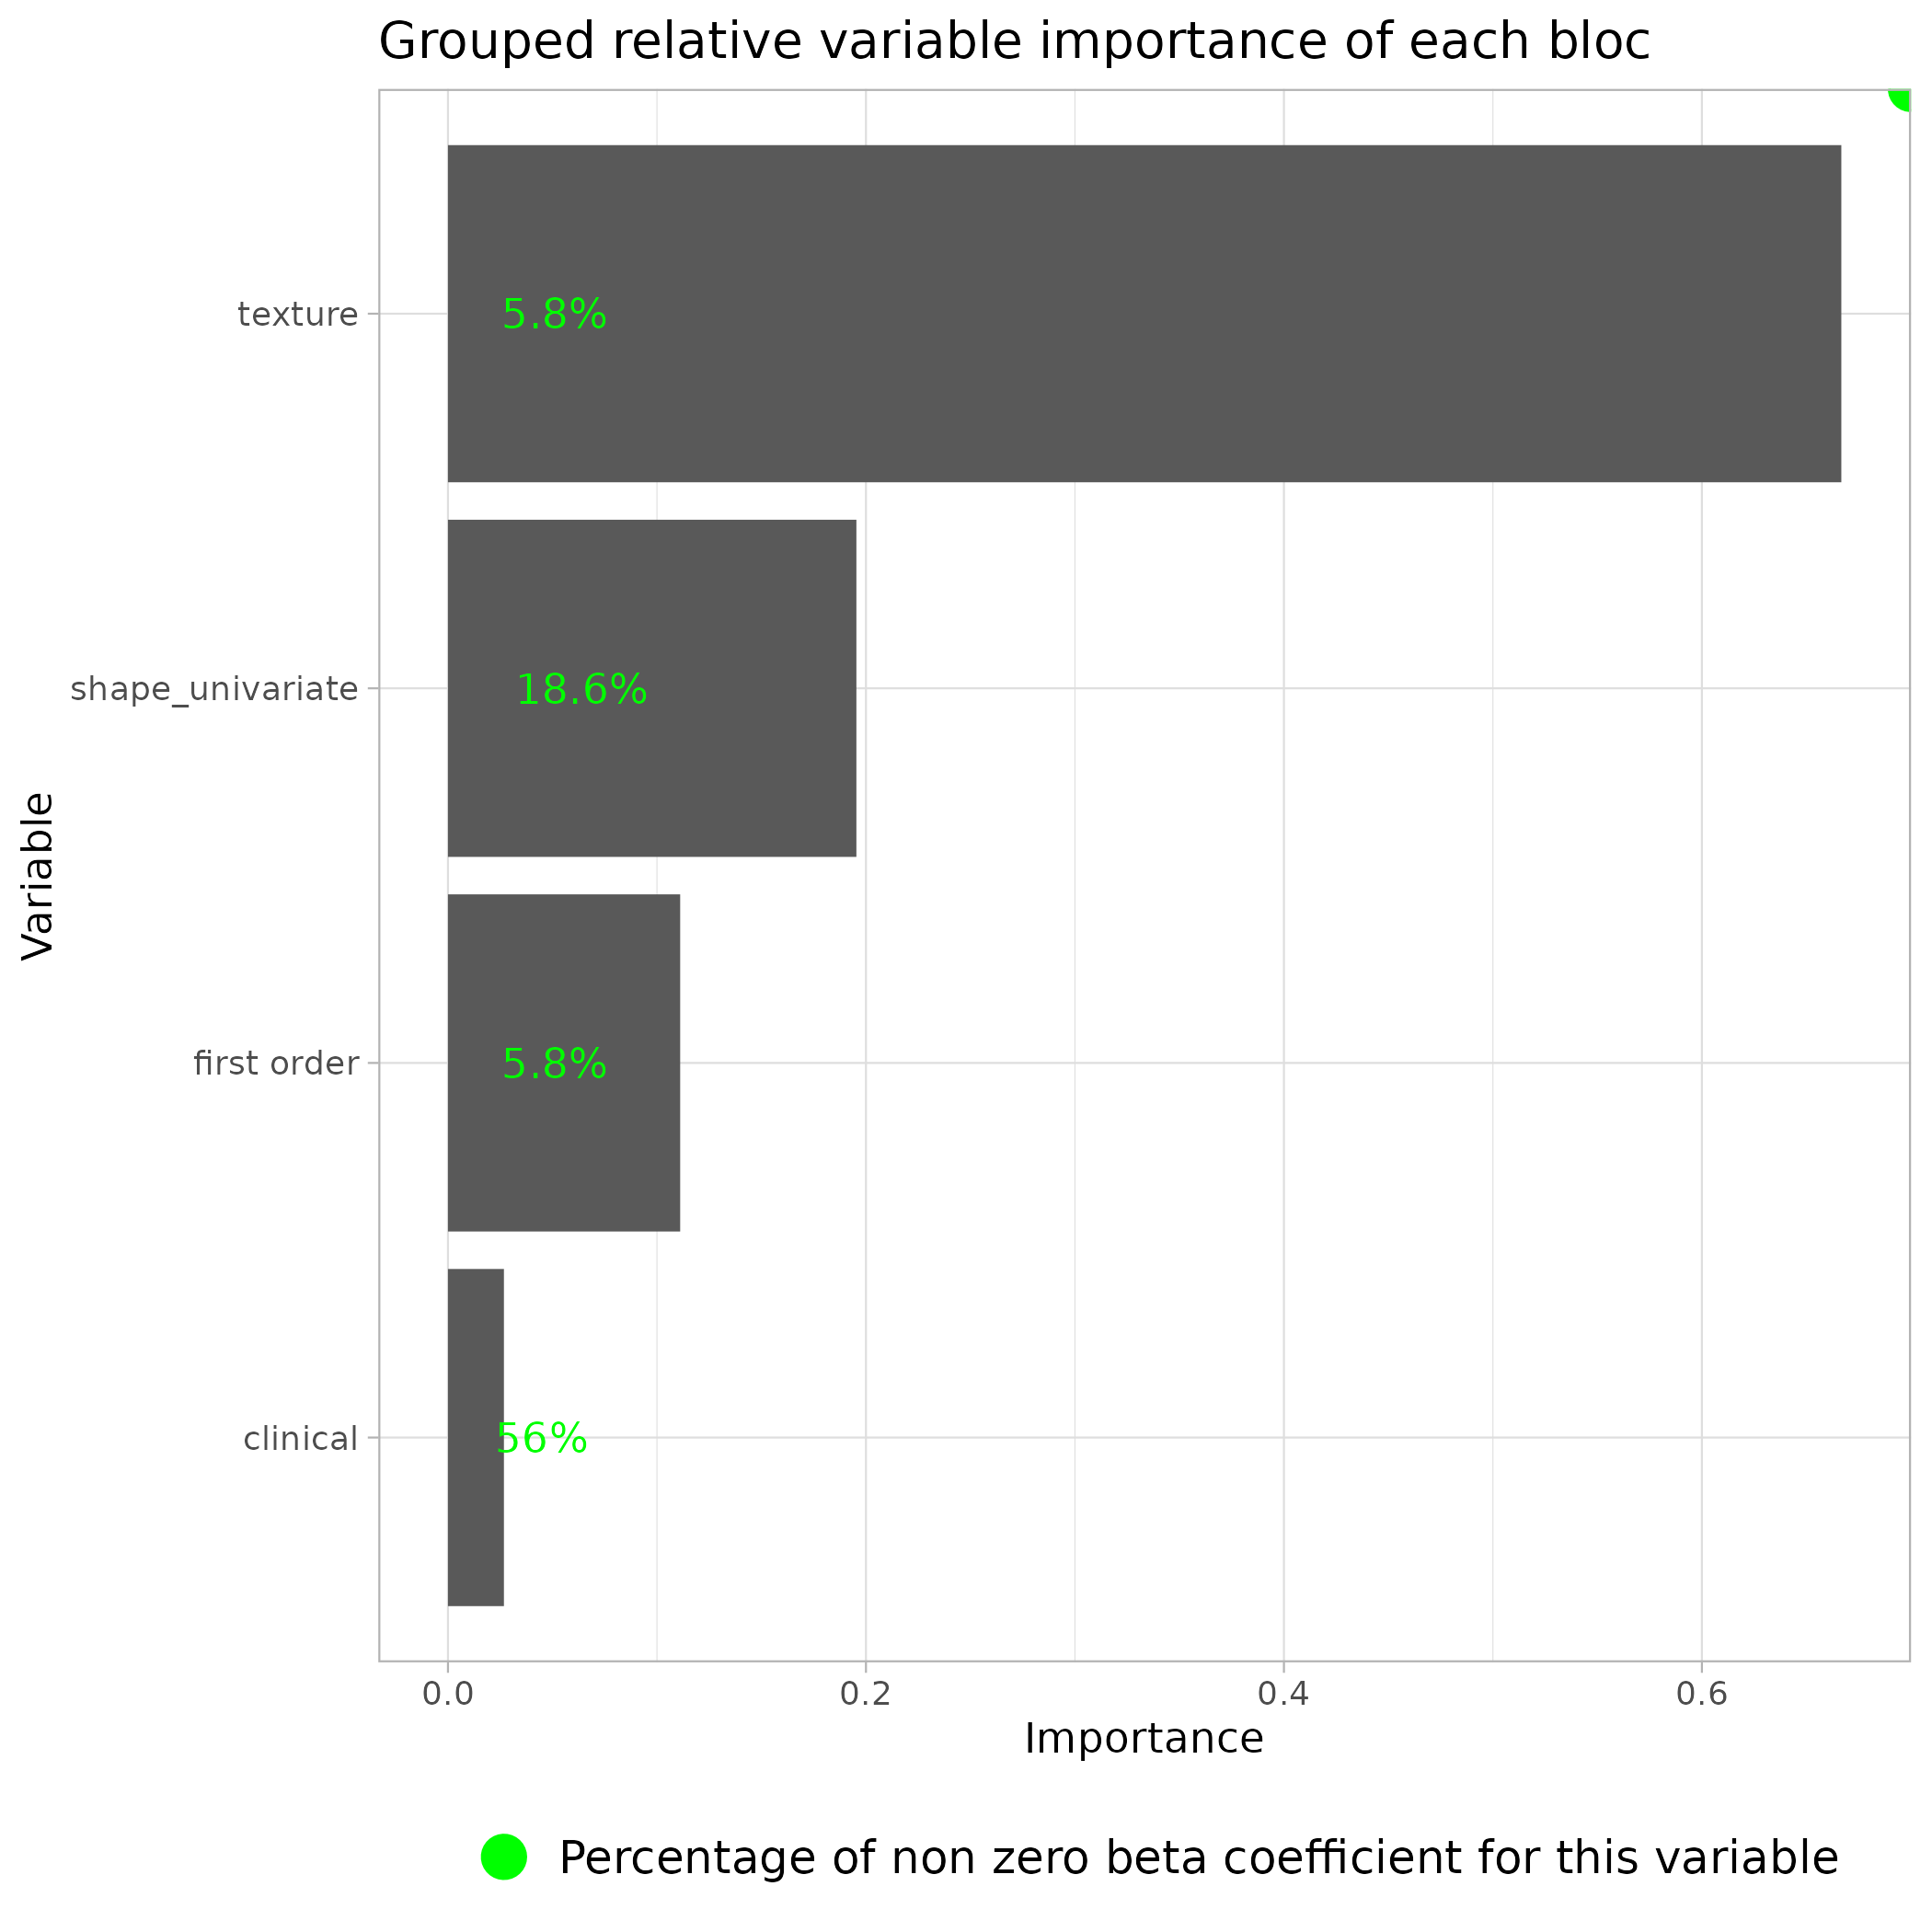 Grouped relative variable importance of each bloc
texture
5.8%
shape_univariate
18.6%
Variable
first order
5.8%
clinical
56%
0.0 0.2 0.4 0.6
Importance
Percentage of non zero beta coefficient for this variable